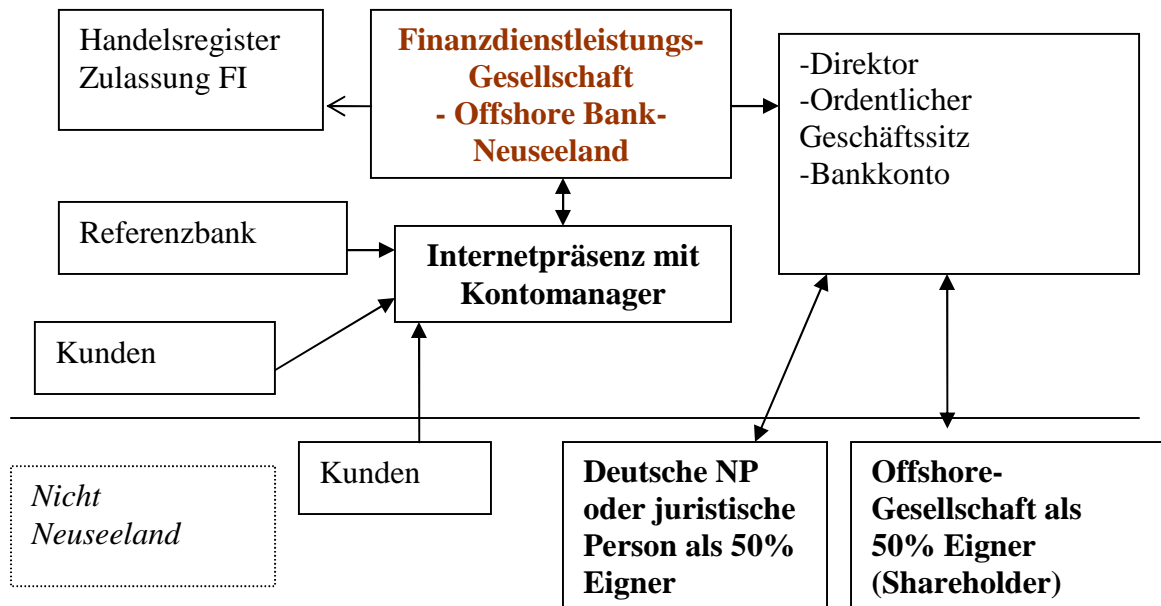 Handelsregister
Zulassung FI
Finanzdienstleistungs-
Gesellschaft
- Offshore Bank-
Neuseeland
-Direktor
-Ordentlicher
Geschäftssitz
-Bankkonto
Referenzbank
Internetpräsenz mit
Kontomanager
Kunden
Nicht
Neuseeland
Kunden
Deutsche NP
oder juristische
Person als 50%
Eigner
Offshore-
Gesellschaft als
50% Eigner
(Shareholder)